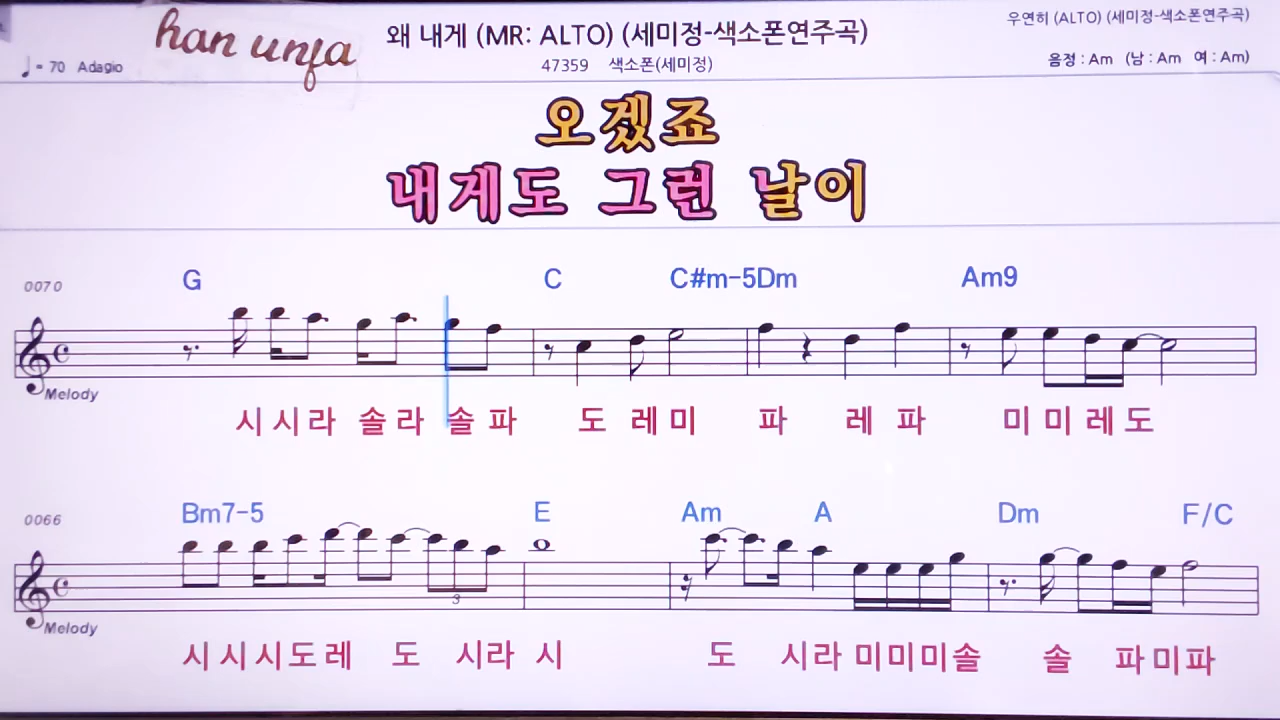 han unfa
왜 내게 (MR: ALTO) (세미정-색소폰연주곡)
우연히 (ALTO) (세미정-색소폰연주곡)
♩= 70 Adagio
47359 색소폰(세미정)
음정 : Am (남 : Am 여 : Am)
오겠죠
내게도 그런 날이
0070
G C C#m-5Dm Am9
Melody
시 시 라 솔 라 솔 파 도 레 미 파 레 파 미 미 레 도
0066
Bm7-5 E Am A Dm F/C
3
Melody
시 시 시 도 레 도 시 라 시 도 시 라 미 미 미 솔 솔 파 미 파